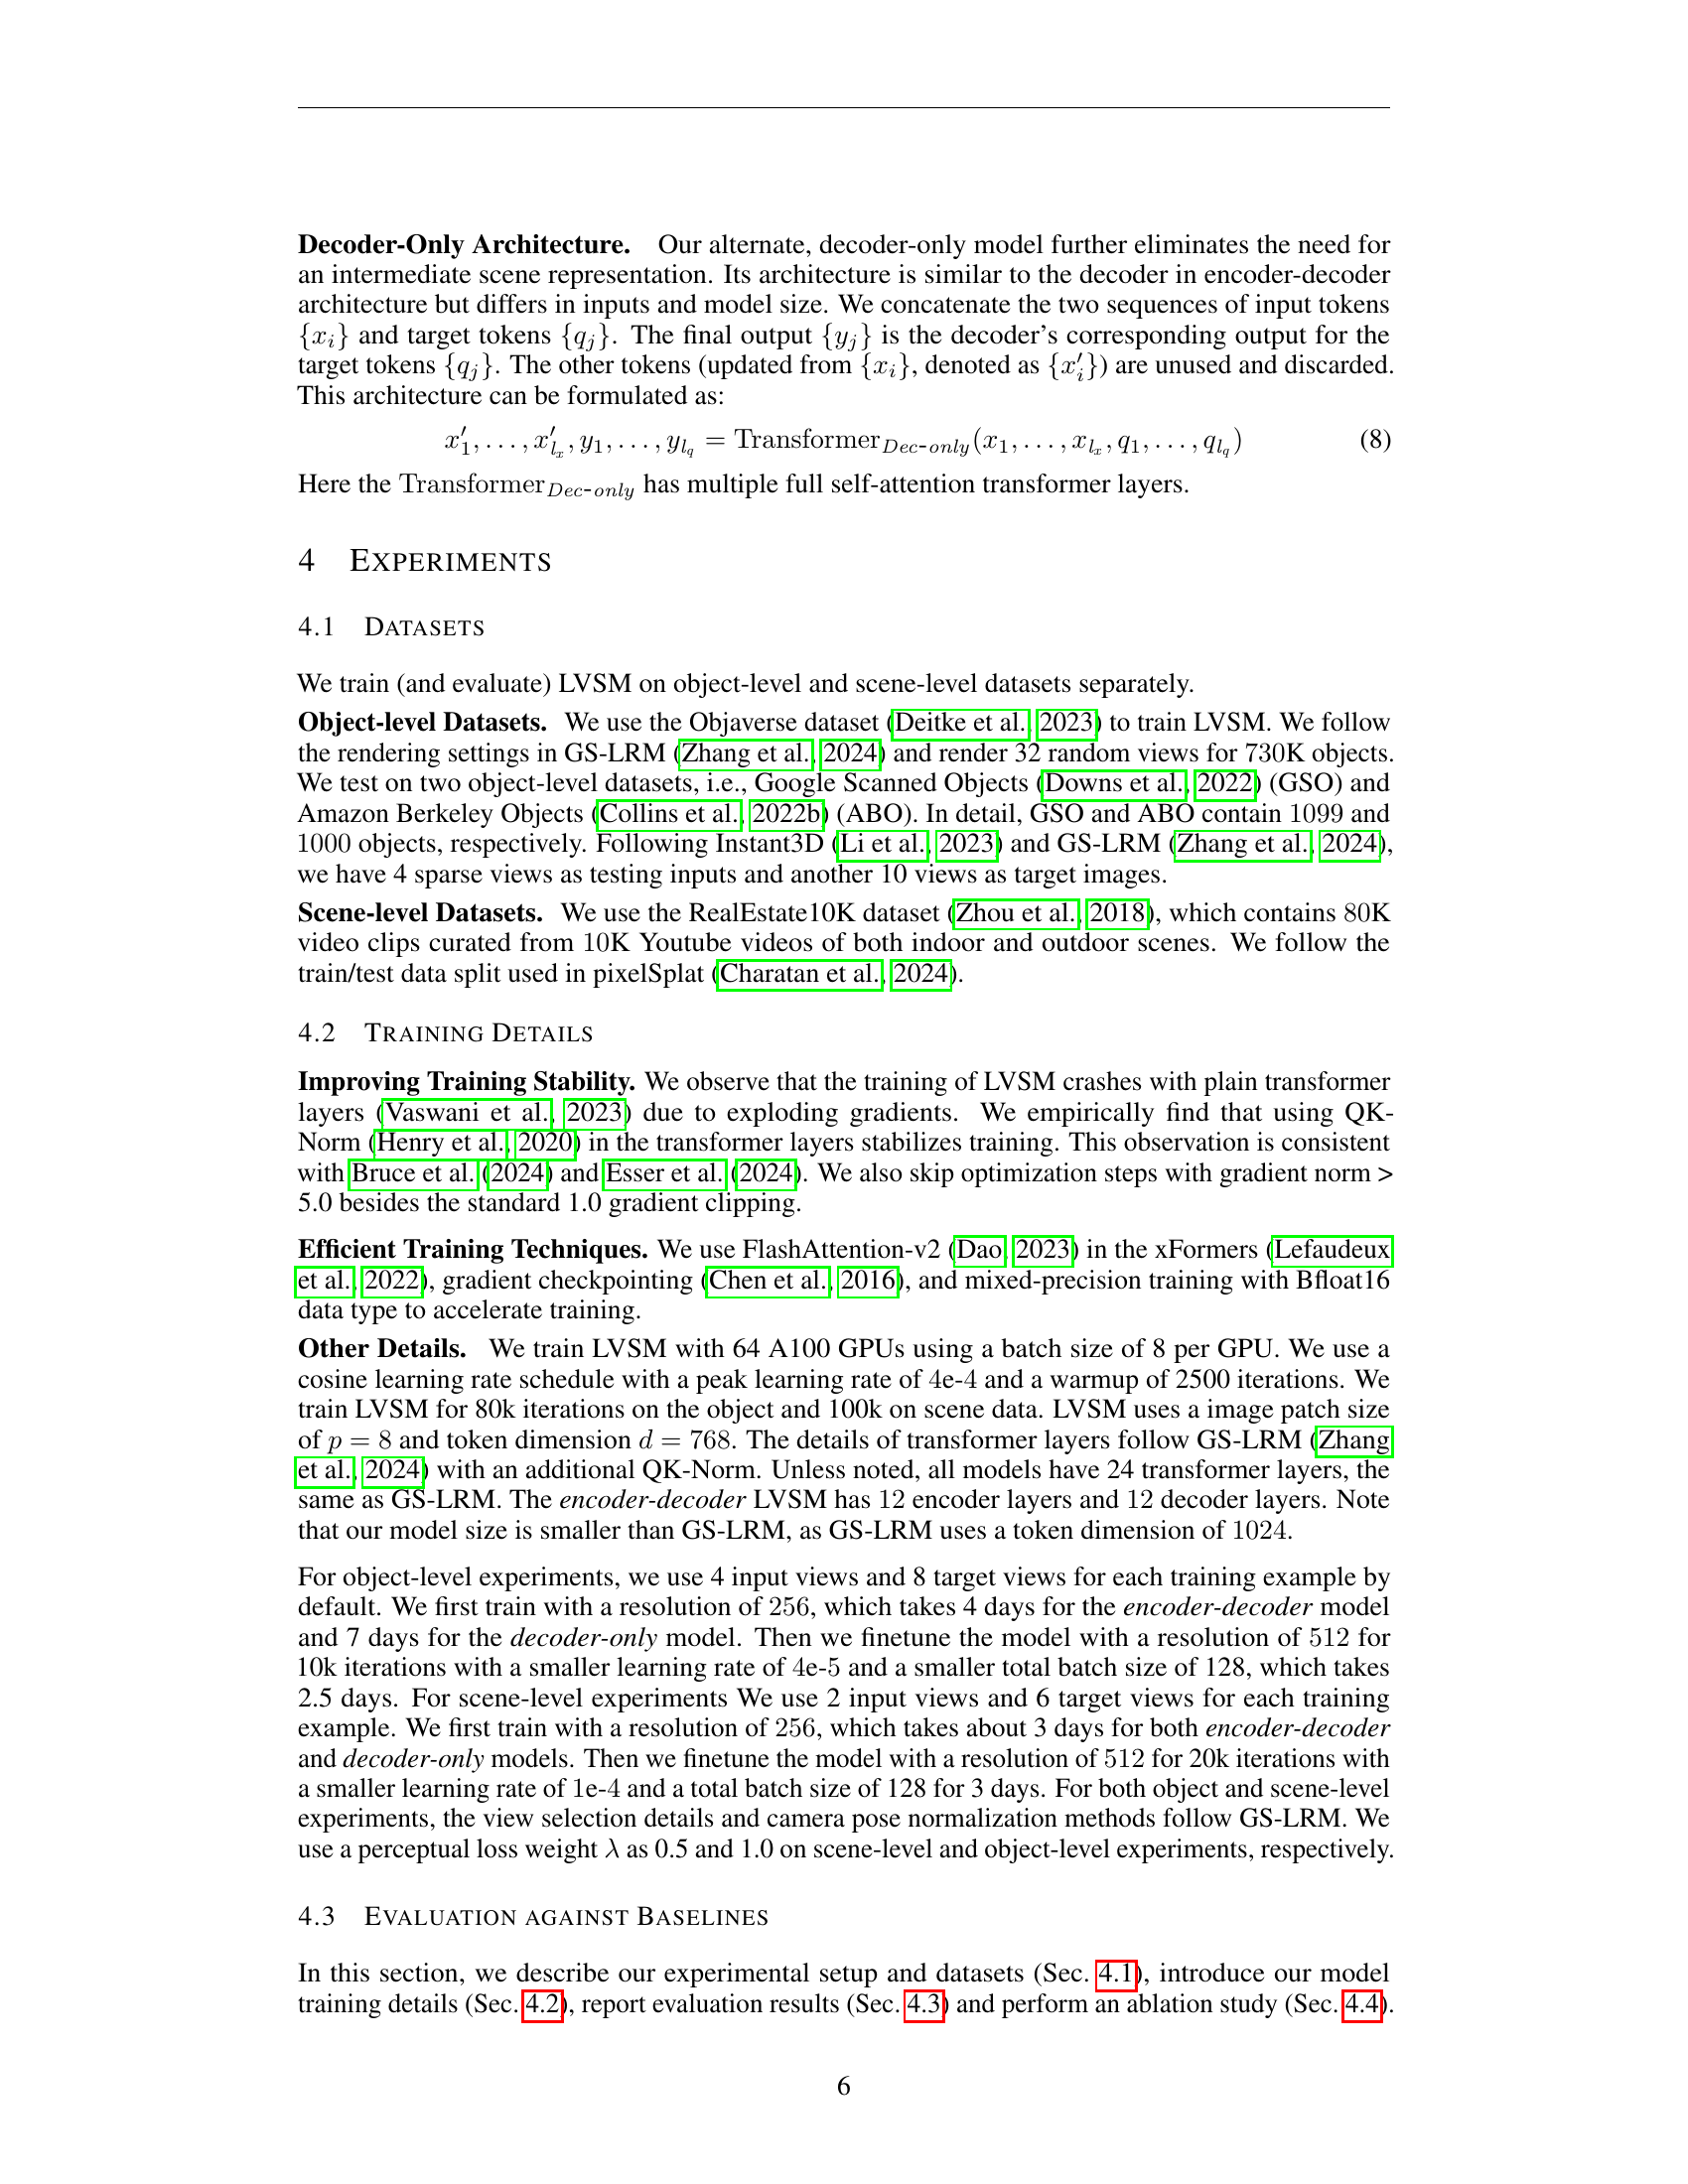 Decoder-Only Architecture. Our alternate, decoder-only model further eliminates the need for
an intermediate scene representation. Its architecture is similar to the decoder in encoder-decoder
architecture but differs in inputs and model size. We concatenate the two sequences of input tokens
{x_i} and target tokens {q_j}. The final output {y_j} is the decoder's corresponding output for the
target tokens {q_j}. The other tokens (updated from {x_i}, denoted as {x'_i}) are unused and discarded.
This architecture can be formulated as:
x'_1, . . . , x'_{l_x}, y_1, . . . , y_{l_q} = Transformer_{Dec-only}(x_1, . . . , x_{l_x}, q_1, . . . , q_{l_q}) (8)
Here the Transformer_{Dec-only} has multiple full self-attention transformer layers.
4 EXPERIMENTS
4.1 DATASETS
We train (and evaluate) LVSM on object-level and scene-level datasets separately.
Object-level Datasets. We use the Objaverse dataset (Deitke et al., 2023) to train LVSM. We follow
the rendering settings in GS-LRM (Zhang et al., 2024) and render 32 random views for 730K objects.
We test on two object-level datasets, i.e., Google Scanned Objects (Downs et al., 2022) (GSO) and
Amazon Berkeley Objects (Collins et al., 2022b) (ABO). In detail, GSO and ABO contain 1099 and
1000 objects, respectively. Following Instant3D (Li et al., 2023) and GS-LRM (Zhang et al., 2024),
we have 4 sparse views as testing inputs and another 10 views as target images.
Scene-level Datasets. We use the RealEstate10K dataset (Zhou et al., 2018), which contains 80K
video clips curated from 10K Youtube videos of both indoor and outdoor scenes. We follow the
train/test data split used in pixelSplat (Charatan et al., 2024).
4.2 TRAINING DETAILS
Improving Training Stability. We observe that the training of LVSM crashes with plain transformer
layers (Vaswani et al., 2023) due to exploding gradients. We empirically find that using QK-
Norm (Henry et al., 2020) in the transformer layers stabilizes training. This observation is consistent
with Bruce et al. (2024) and Esser et al. (2024). We also skip optimization steps with gradient norm >
5.0 besides the standard 1.0 gradient clipping.
Efficient Training Techniques. We use FlashAttention-v2 (Dao, 2023) in the xFormers (Lefaudeux
et al., 2022), gradient checkpointing (Chen et al., 2016), and mixed-precision training with Bfloat16
data type to accelerate training.
Other Details. We train LVSM with 64 A100 GPUs using a batch size of 8 per GPU. We use a
cosine learning rate schedule with a peak learning rate of 4e-4 and a warmup of 2500 iterations. We
train LVSM for 80k iterations on the object and 100k on scene data. LVSM uses a image patch size
of p = 8 and token dimension d = 768. The details of transformer layers follow GS-LRM (Zhang
et al., 2024) with an additional QK-Norm. Unless noted, all models have 24 transformer layers, the
same as GS-LRM. The encoder-decoder LVSM has 12 encoder layers and 12 decoder layers. Note
that our model size is smaller than GS-LRM, as GS-LRM uses a token dimension of 1024.
For object-level experiments, we use 4 input views and 8 target views for each training example by
default. We first train with a resolution of 256, which takes 4 days for the encoder-decoder model
and 7 days for the decoder-only model. Then we finetune the model with a resolution of 512 for
10k iterations with a smaller learning rate of 4e-5 and a smaller total batch size of 128, which takes
2.5 days. For scene-level experiments We use 2 input views and 6 target views for each training
example. We first train with a resolution of 256, which takes about 3 days for both encoder-decoder
and decoder-only models. Then we finetune the model with a resolution of 512 for 20k iterations with
a smaller learning rate of 1e-4 and a total batch size of 128 for 3 days. For both object and scene-level
experiments, the view selection details and camera pose normalization methods follow GS-LRM. We
use a perceptual loss weight λ as 0.5 and 1.0 on scene-level and object-level experiments, respectively.
4.3 EVALUATION AGAINST BASELINES
In this section, we describe our experimental setup and datasets (Sec. 4.1), introduce our model
training details (Sec. 4.2), report evaluation results (Sec. 4.3) and perform an ablation study (Sec. 4.4).
6